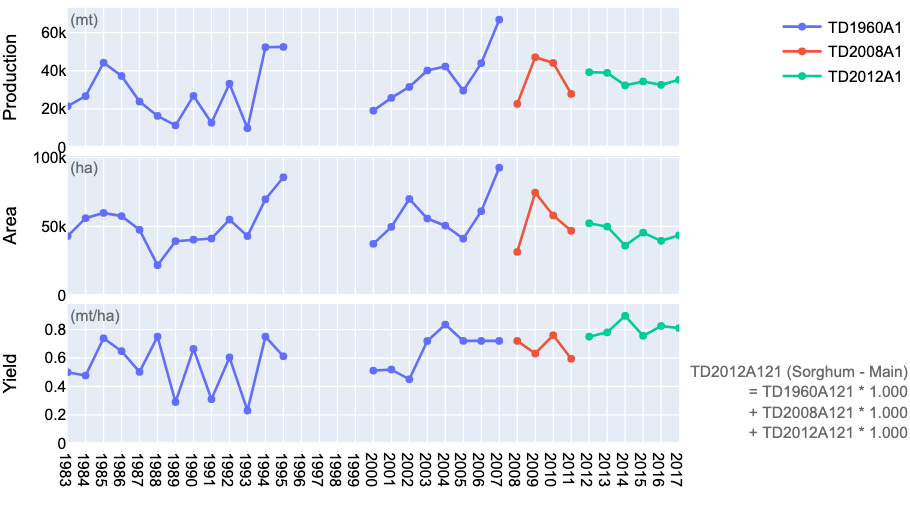 (mt)
Production
60k
40k
20k
0
TD1960A1
TD2008A1
TD2012A1
(ha)
Area
100k
50k
0
(mt/ha)
Yield
0.8
0.6
0.4
0.2
0
TD2012A121 (Sorghum - Main)
= TD1960A121 * 1.000
+ TD2008A121 * 1.000
+ TD2012A121 * 1.000
1983 1984 1985 1986 1987 1988 1989 1990 1991 1992 1993 1994 1995 1996 1997 1998 1999 2000 2001 2002 2003 2004 2005 2006 2007 2008 2009 2010 2011 2012 2013 2014 2015 2016 2017